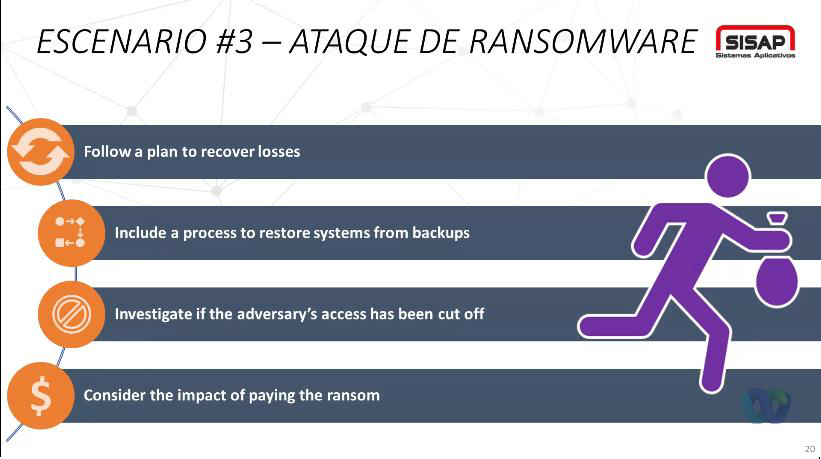 ESCENARIO #3 – ATAQUE DE RANSOMWARE
SISAP
Sistemas Aplicativos
Follow a plan to recover losses
Include a process to restore systems from backups
Investigate if the adversary's access has been cut off
$
Consider the impact of paying the ransom
20